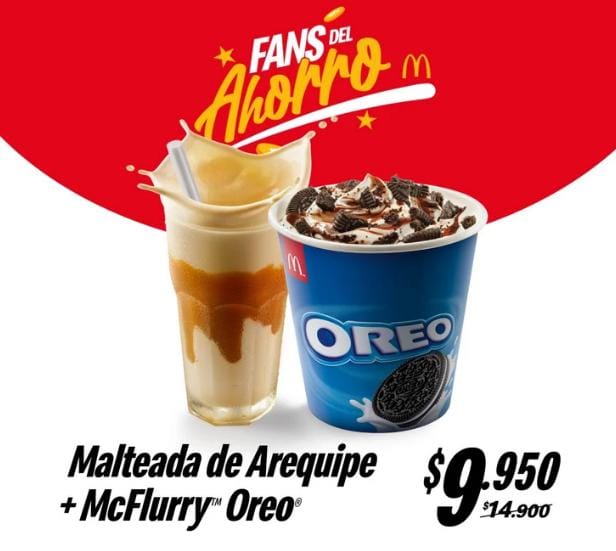 FANS DEL
Ahorro
M
M.
OREO
Malteada de Arequipe
+ McFlurry™ Oreo®
$9.950
$14.900